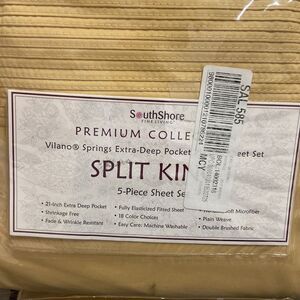 SouthShore
FINE LIVING
PREMIUM COLLE
Vilano® Springs Extra-Deep Pocket eet Set
SPLIT KIN
5-Piece Sheet Se
• 21-Inch Extra Deep Pocket
• Shrinkage Free
• Fade & Wrinkle Resistant
• Fully Elasticized Fitted Sheet
• 18 Color Choices
• Easy Care: Machine Washable
Microfiber
• Plain Weave
• Double Brushed Fabric
SAL 585
MCY